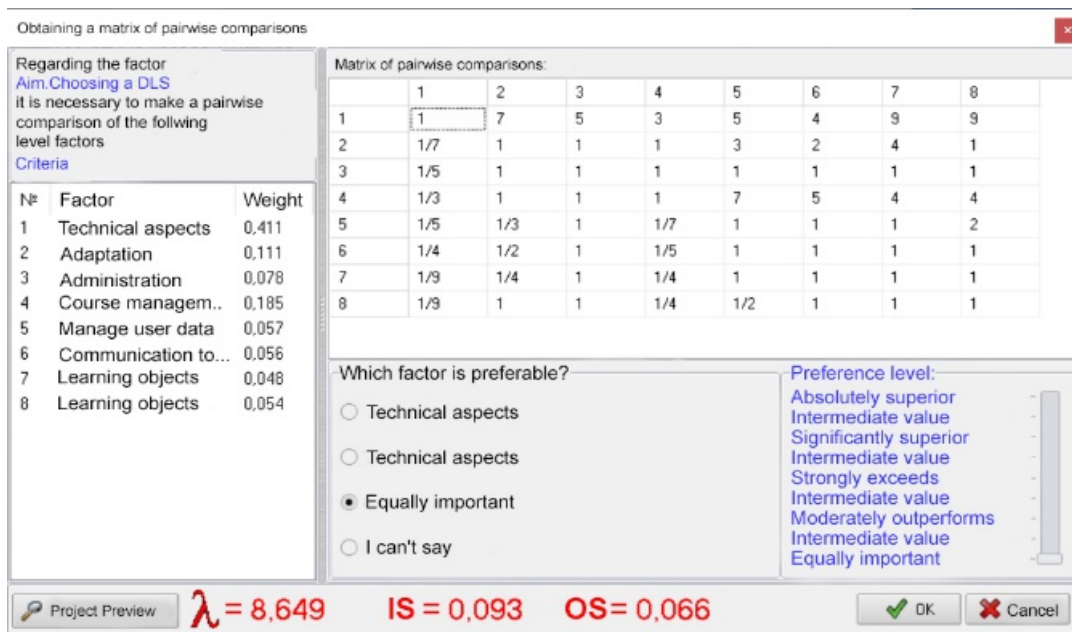 Obtaining a matrix of pairwise comparisons
Regarding the factor
Aim.Choosing a DLS
it is necessary to make a pairwise
comparison of the follwing
level factors
Criteria
№ Factor Weight
1 Technical aspects 0,411
2 Adaptation 0,111
3 Administration 0,078
4 Course managem.. 0,185
5 Manage user data 0,057
6 Communication to... 0,056
7 Learning objects 0,048
8 Learning objects 0,054
Matrix of pairwise comparisons:
1 2 3 4 5 6 7 8
1 1 7 5 3 5 4 9 9
2 1/7 1 1 1 3 2 4 1
3 1/5 1 1 1 1 1 1 1
4 1/3 1 1 1 7 5 4 4
5 1/5 1/3 1 1/7 1 1 1 2
6 1/4 1/2 1 1/5 1 1 1 1
7 1/9 1/4 1 1/4 1 1 1 1
8 1/9 1 1 1/4 1/2 1 1 1
Which factor is preferable?
Technical aspects
Technical aspects
Equally important
I can't say
Preference level:
Absolutely superior
Intermediate value
Significantly superior
Intermediate value
Strongly exceeds
Intermediate value
Moderately outperforms
Intermediate value
Equally important
Project Preview
λ = 8,649 IS = 0,093 OS= 0,066
OK
Cancel